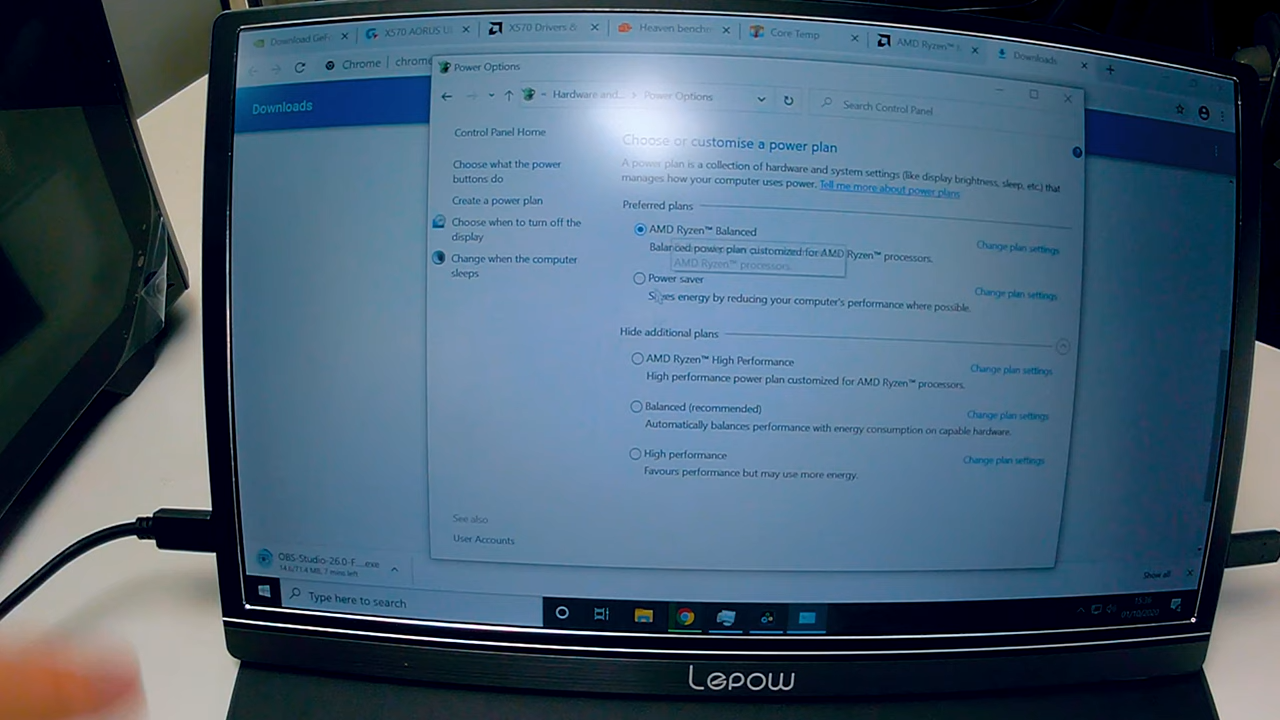 Download GeF
X570 AORUS
X570 Drivers &
Heaven bench
Core Temp
AMD Ryzen™
Downloads
Chrome
chrome
Downloads
Power Options
Hardware and... > Power Options
Search Control Panel
Control Panel Home
Choose what the power
buttons do
Create a power plan
Choose when to turn off the
display
Change when the computer
sleeps
Choose or customise a power plan
A power plan is a collection of hardware and system settings (like display brightness, sleep, etc.) that
manages how your computer uses power. Tell me more about power plans
Preferred plans
AMD Ryzen™ Balanced
Change plan settings
Balanced power plan customized for AMD Ryzen™ processors.
AMD Ryzen™ processors.
Power saver
Change plan settings
energy by reducing your computer's performance where possible.
Hide additional plans
AMD Ryzen™ High Performance
Change plan settings
High performance power plan customized for AMD Ryzen™ processors.
Balanced (recommended)
Change plan settings
Automatically balances performance with energy consumption on capable hardware.
High performance
Change plan settings
Favours performance but may use more energy.
See also
User Accounts
OBS-Studio-26.0-F....exe
7 mins left
Show all
Type here to search
Lepow